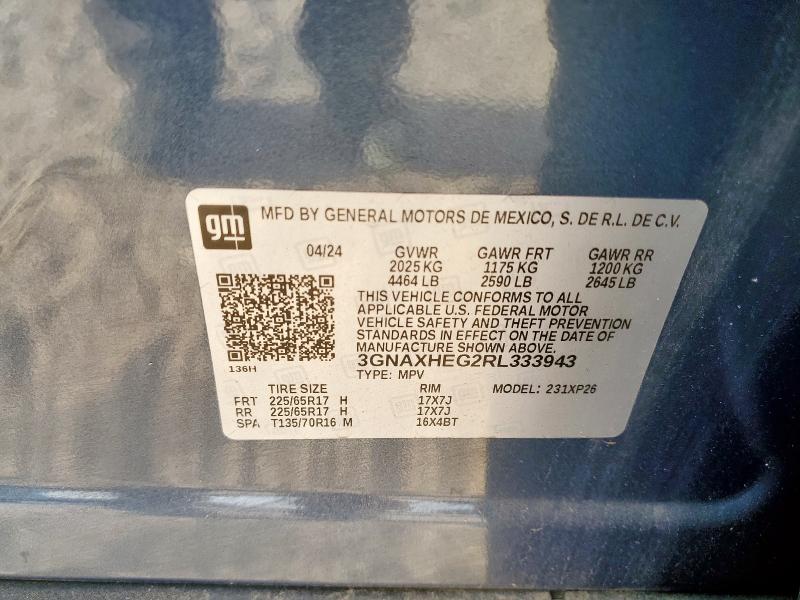 gm MFD BY GENERAL MOTORS DE MEXICO, S. DE R.L. DE C.V.
04/24 GVWR GAWR FRT GAWR RR
2025 KG 1175 KG 1200 KG
4464 LB 2590 LB 2645 LB
THIS VEHICLE CONFORMS TO ALL
APPLICABLE U.S. FEDERAL MOTOR
VEHICLE SAFETY AND THEFT PREVENTION
STANDARDS IN EFFECT ON THE DATE OF
MANUFACTURE SHOWN ABOVE.
3GNAXHEG2RL333943
136H TYPE: MPV
TIRE SIZE RIM MODEL: 231XP26
FRT 225/65R17 H 17X7J
RR 225/65R17 H 17X7J
SPA T135/70R16 M 16X4BT